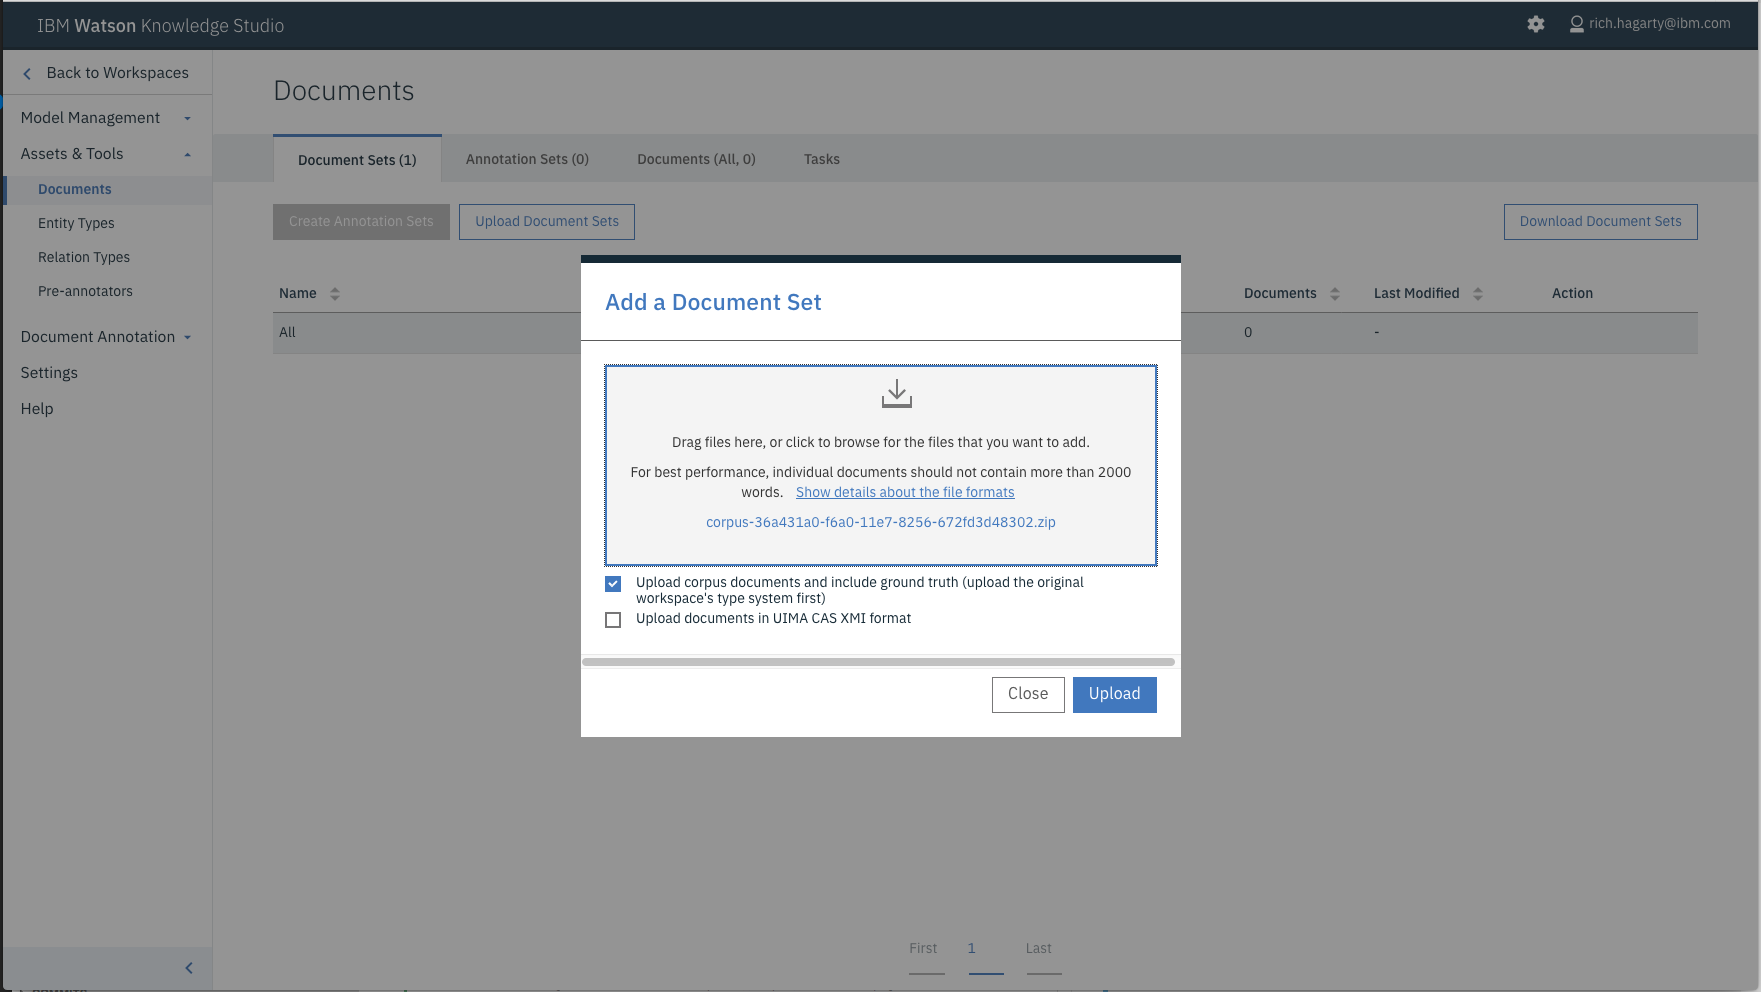 IBM Watson Knowledge Studio
rich.hagarty@ibm.com
Back to Workspaces
Model Management
Assets & Tools
Documents
Entity Types
Relation Types
Pre-annotators
Document Annotation
Settings
Help
Documents
Document Sets (1)
Annotation Sets (0)
Documents (All, 0)
Tasks
Create Annotation Sets
Upload Document Sets
Download Document Sets
Name
Documents
Last Modified
Action
All
0
-
Add a Document Set
Drag files here, or click to browse for the files that you want to add.
For best performance, individual documents should not contain more than 2000
words. Show details about the file formats
corpus-36a431a0-f6a0-11e7-8256-672fd3d48302.zip
Upload corpus documents and include ground truth (upload the original
workspace's type system first)
Upload documents in UIMA CAS XMI format
Close
Upload
First
1
Last